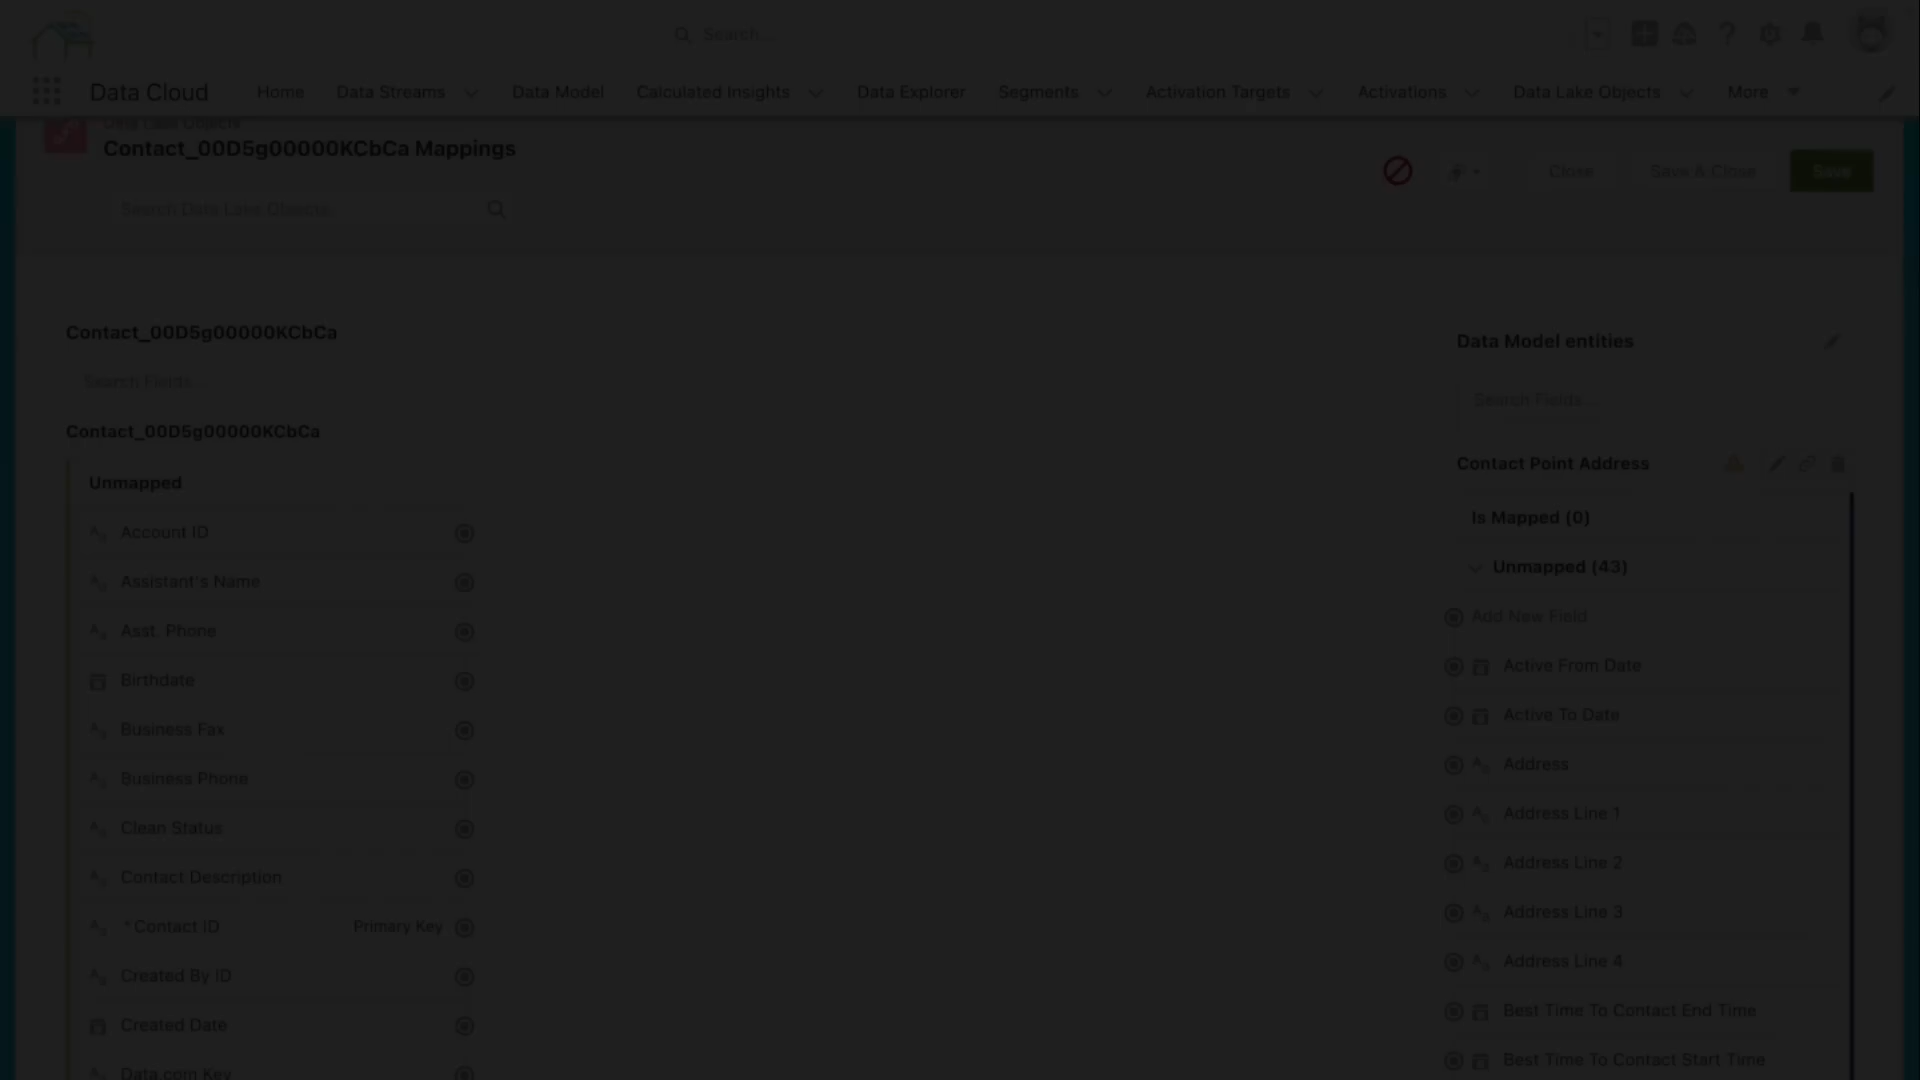 Search...
Data Cloud Home Data Streams Data Model Calculated Insights Data Explorer Segments Activation Targets Activations Data Lake Objects More
Data Lake Objects
Contact_00D5g00000KCbCa Mappings
Close Save & Close Save
Search Data Lake Objects
Contact_00D5g00000KCbCa
Search Fields...
Contact_00D5g00000KCbCa
Unmapped
Account ID
Assistant's Name
Asst. Phone
Birthdate
Business Fax
Business Phone
Clean Status
Contact Description
* Contact ID Primary Key
Created By ID
Created Date
Data.com Key
Data Model entities
Search Fields...
Contact Point Address
Is Mapped (0)
Unmapped (43)
Add New Field
Active From Date
Active To Date
Address
Address Line 1
Address Line 2
Address Line 3
Address Line 4
Best Time To Contact End Time
Best Time To Contact Start Time